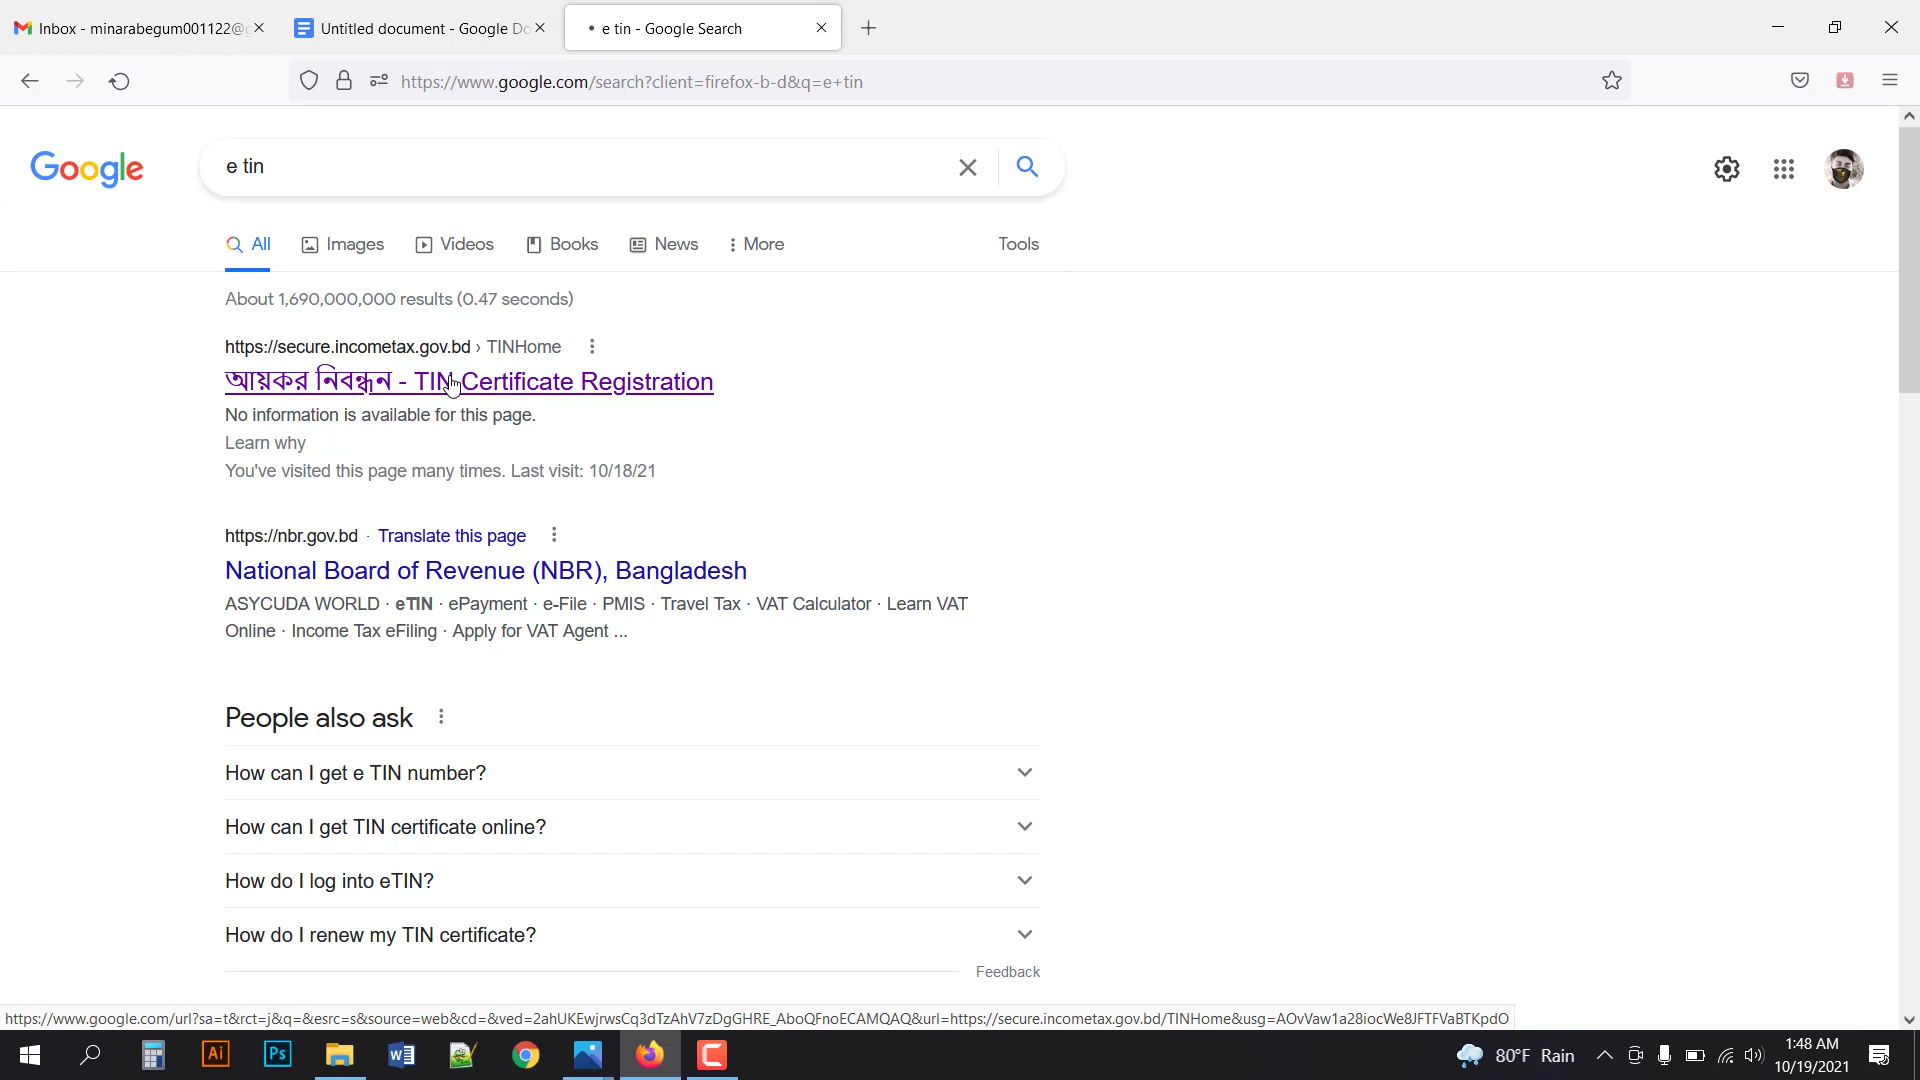 Inbox - minarabegum001122@
Untitled document - Google Do
e tin - Google Search
https://www.google.com/search?client=firefox-b-d&q=e+tin
Google
e tin
All
Images
Videos
Books
News
More
Tools
About 1,690,000,000 results (0.47 seconds)
https://secure.incometax.gov.bd › TINHome
আয়কর নিবন্ধন - TIN Certificate Registration
No information is available for this page.
Learn why
You've visited this page many times. Last visit: 10/18/21
https://nbr.gov.bd · Translate this page
National Board of Revenue (NBR), Bangladesh
ASYCUDA WORLD · eTIN · ePayment · e-File · PMIS · Travel Tax · VAT Calculator · Learn VAT
Online · Income Tax eFiling · Apply for VAT Agent ...
People also ask
How can I get e TIN number?
How can I get TIN certificate online?
How do I log into eTIN?
How do I renew my TIN certificate?
Feedback
https://www.google.com/url?sa=t&rct=j&q=&esrc=s&source=web&cd=&ved=2ahUKEwjrwsCq3dTzAhV7zDgGHRE_AboQFnoECAMQAQ&url=https://secure.incometax.gov.bd/TINHome&usg=AOvVaw1a28iocWe8JFTFVaBTKpdO
Ai
Ps
80°F Rain
1:48 AM
10/19/2021